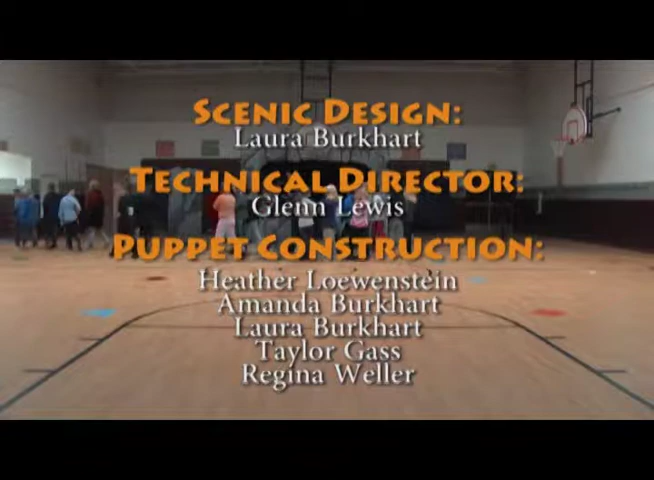 Scenic Design:
Laura Burkhart
Technical Director:
Glenn Lewis
Puppet Construction:
Heather Loewenstein
Amanda Burkhart
Laura Burkhart
Taylor Gass
Regina Weller